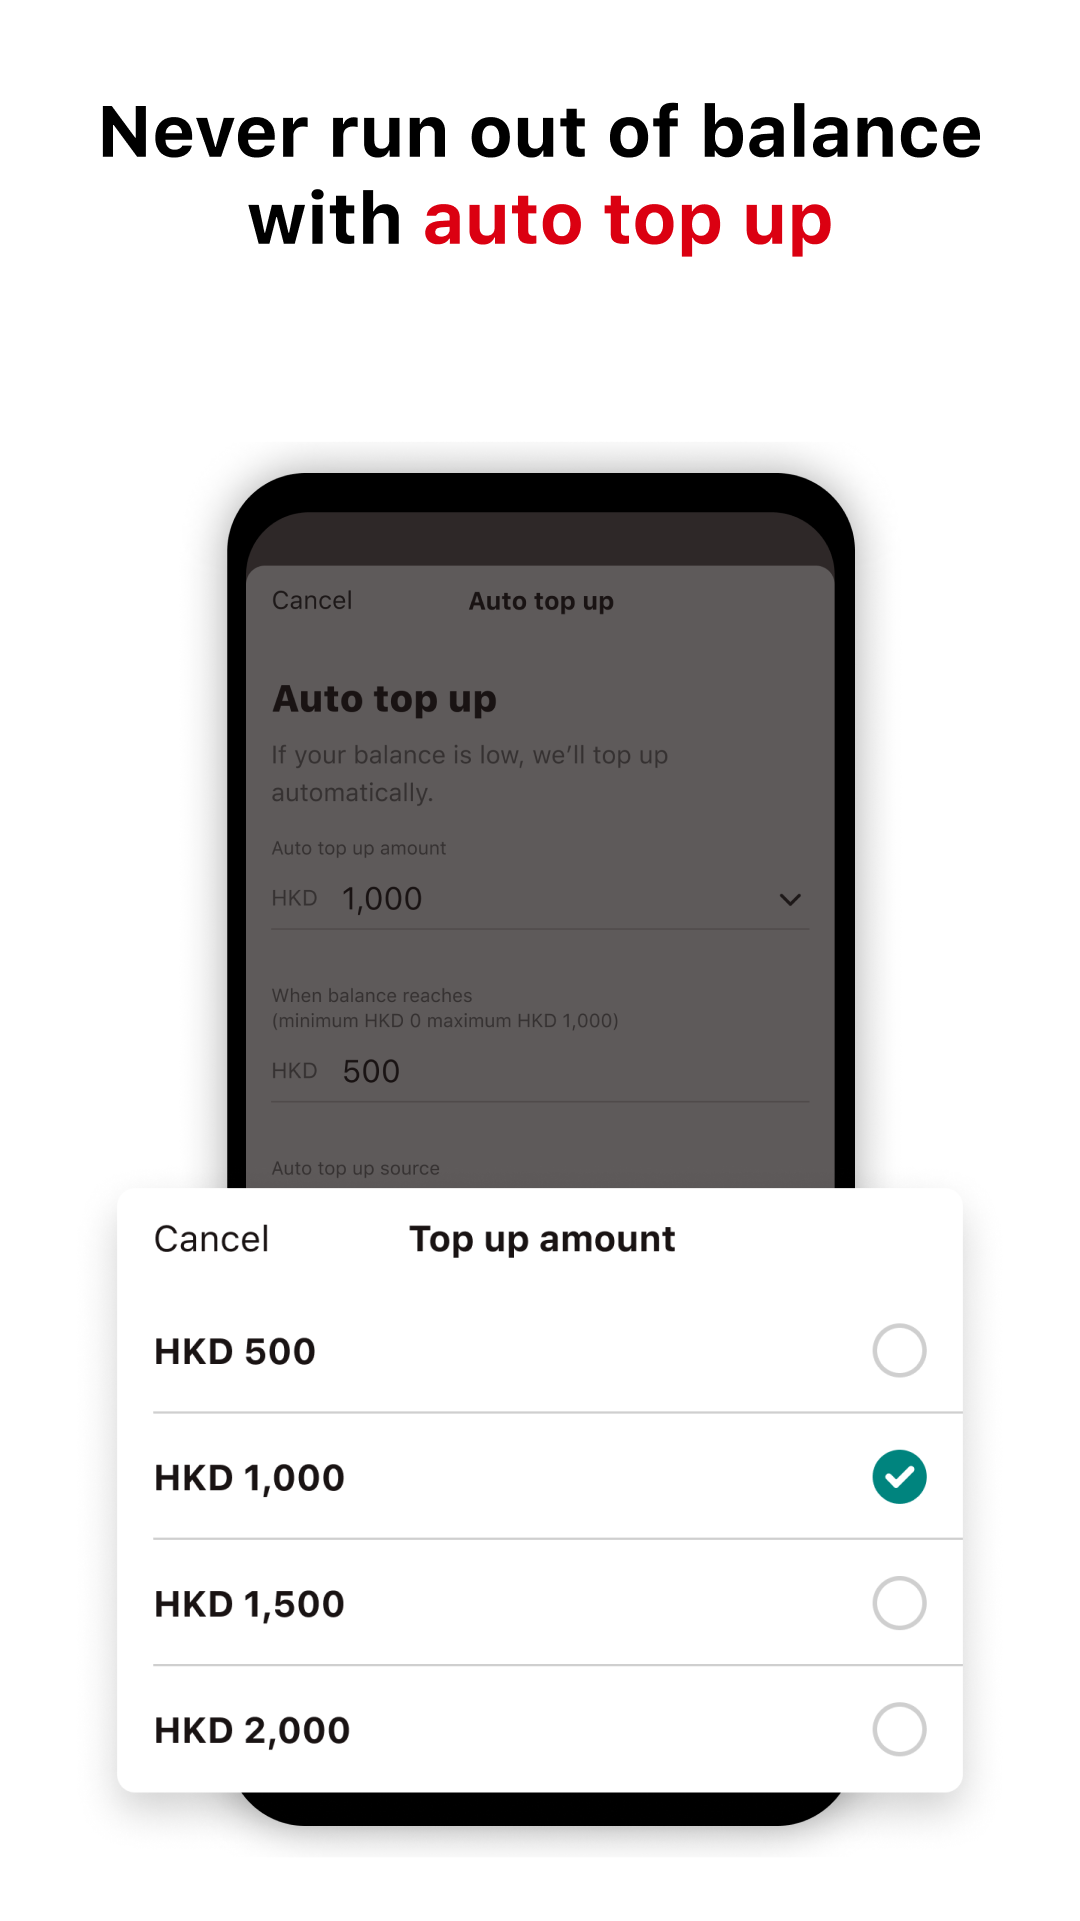 Never run out of balance
with auto top up
Cancel
Auto top up
Auto top up
If your balance is low, we’ll top up
automatically.
Auto top up amount
HKD 1,000
When balance reaches
(minimum HKD 0 maximum HKD 1,000)
HKD 500
Auto top up source
Cancel
Top up amount
HKD 500
HKD 1,000
HKD 1,500
HKD 2,000